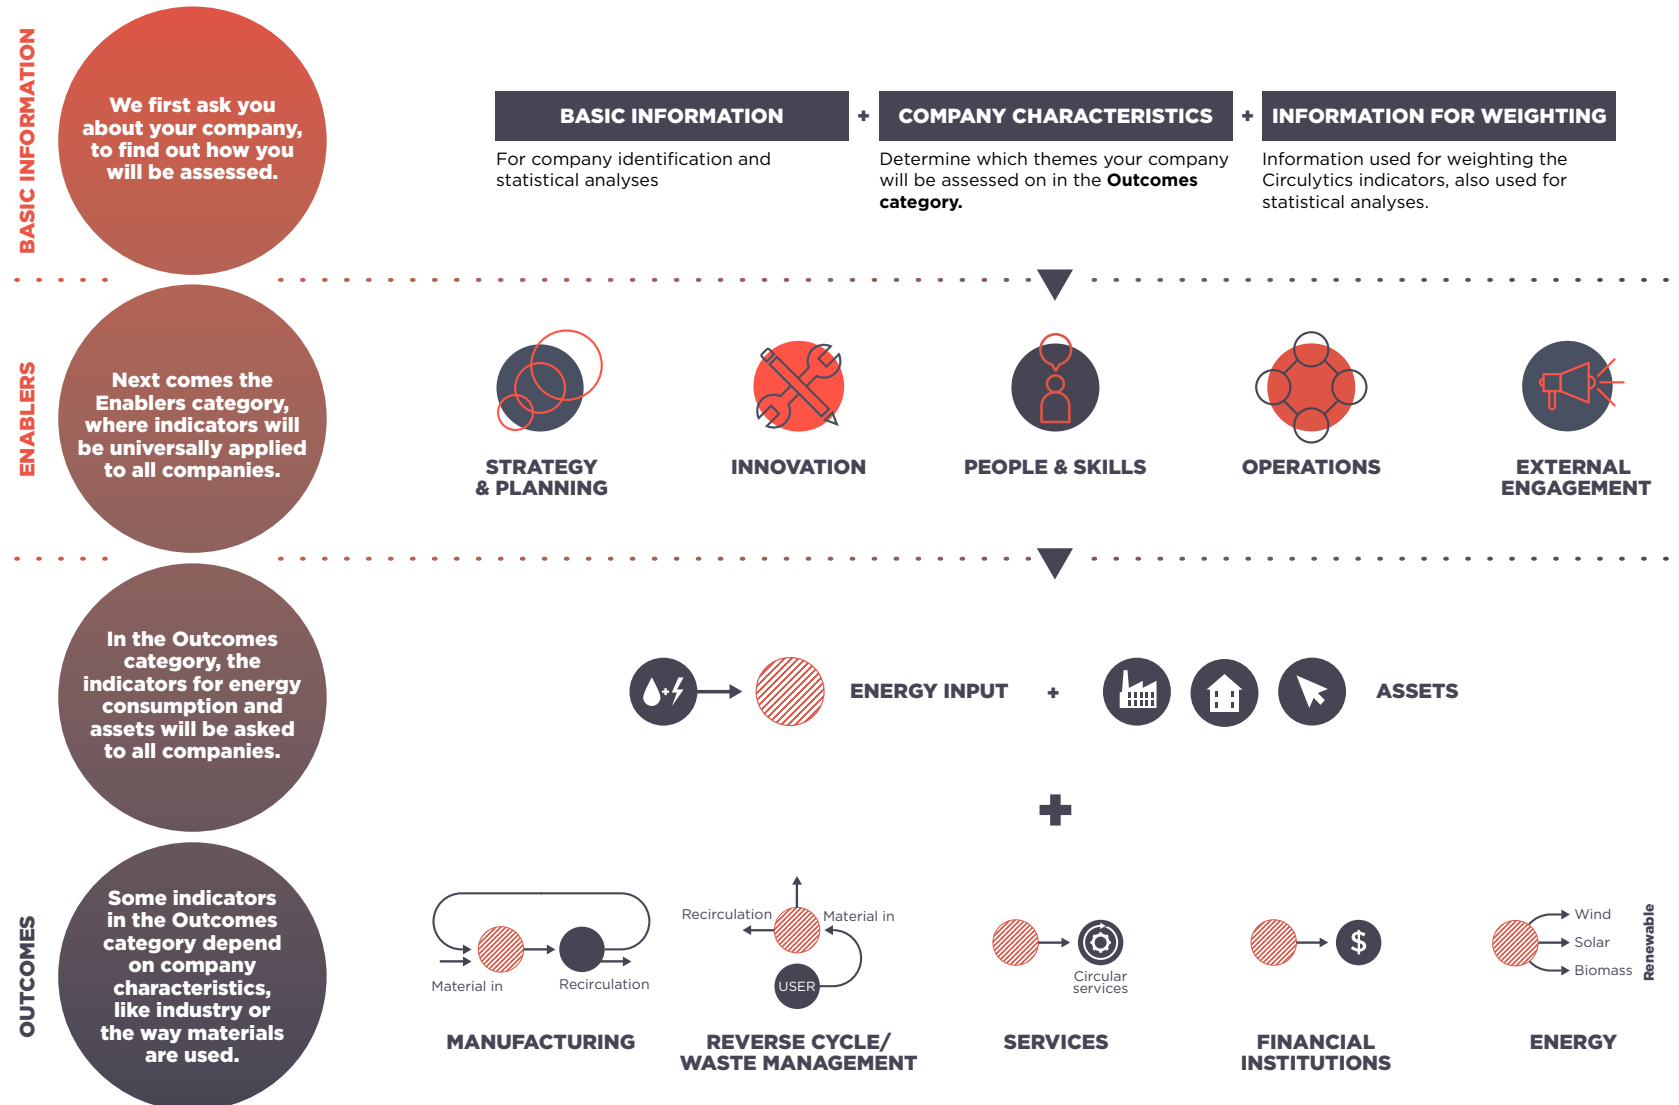 BASIC INFORMATION
We first ask you
about your company,
to find out how you
will be assessed.
BASIC INFORMATION
+
COMPANY CHARACTERISTICS
+
INFORMATION FOR WEIGHTING
For company identification and
statistical analyses
Determine which themes your company
will be assessed on in the Outcomes
category.
Information used for weighting the
Circulytics indicators, also used for
statistical analyses.
ENABLERS
Next comes the
Enablers category,
where indicators will
be universally applied
to all companies.
STRATEGY
& PLANNING
INNOVATION
PEOPLE & SKILLS
OPERATIONS
EXTERNAL
ENGAGEMENT
In the Outcomes
category, the
indicators for energy
consumption and
assets will be asked
to all companies.
+
ENERGY INPUT
+
ASSETS
+
OUTCOMES
Some indicators
in the Outcomes
category depend
on company
characteristics,
like industry or
the way materials
are used.
Material in
Recirculation
MANUFACTURING
Recirculation
Material in
USER
REVERSE CYCLE/
WASTE MANAGEMENT
Circular
services
SERVICES
$
FINANCIAL
INSTITUTIONS
Wind
Solar
Biomass
Renewable
ENERGY